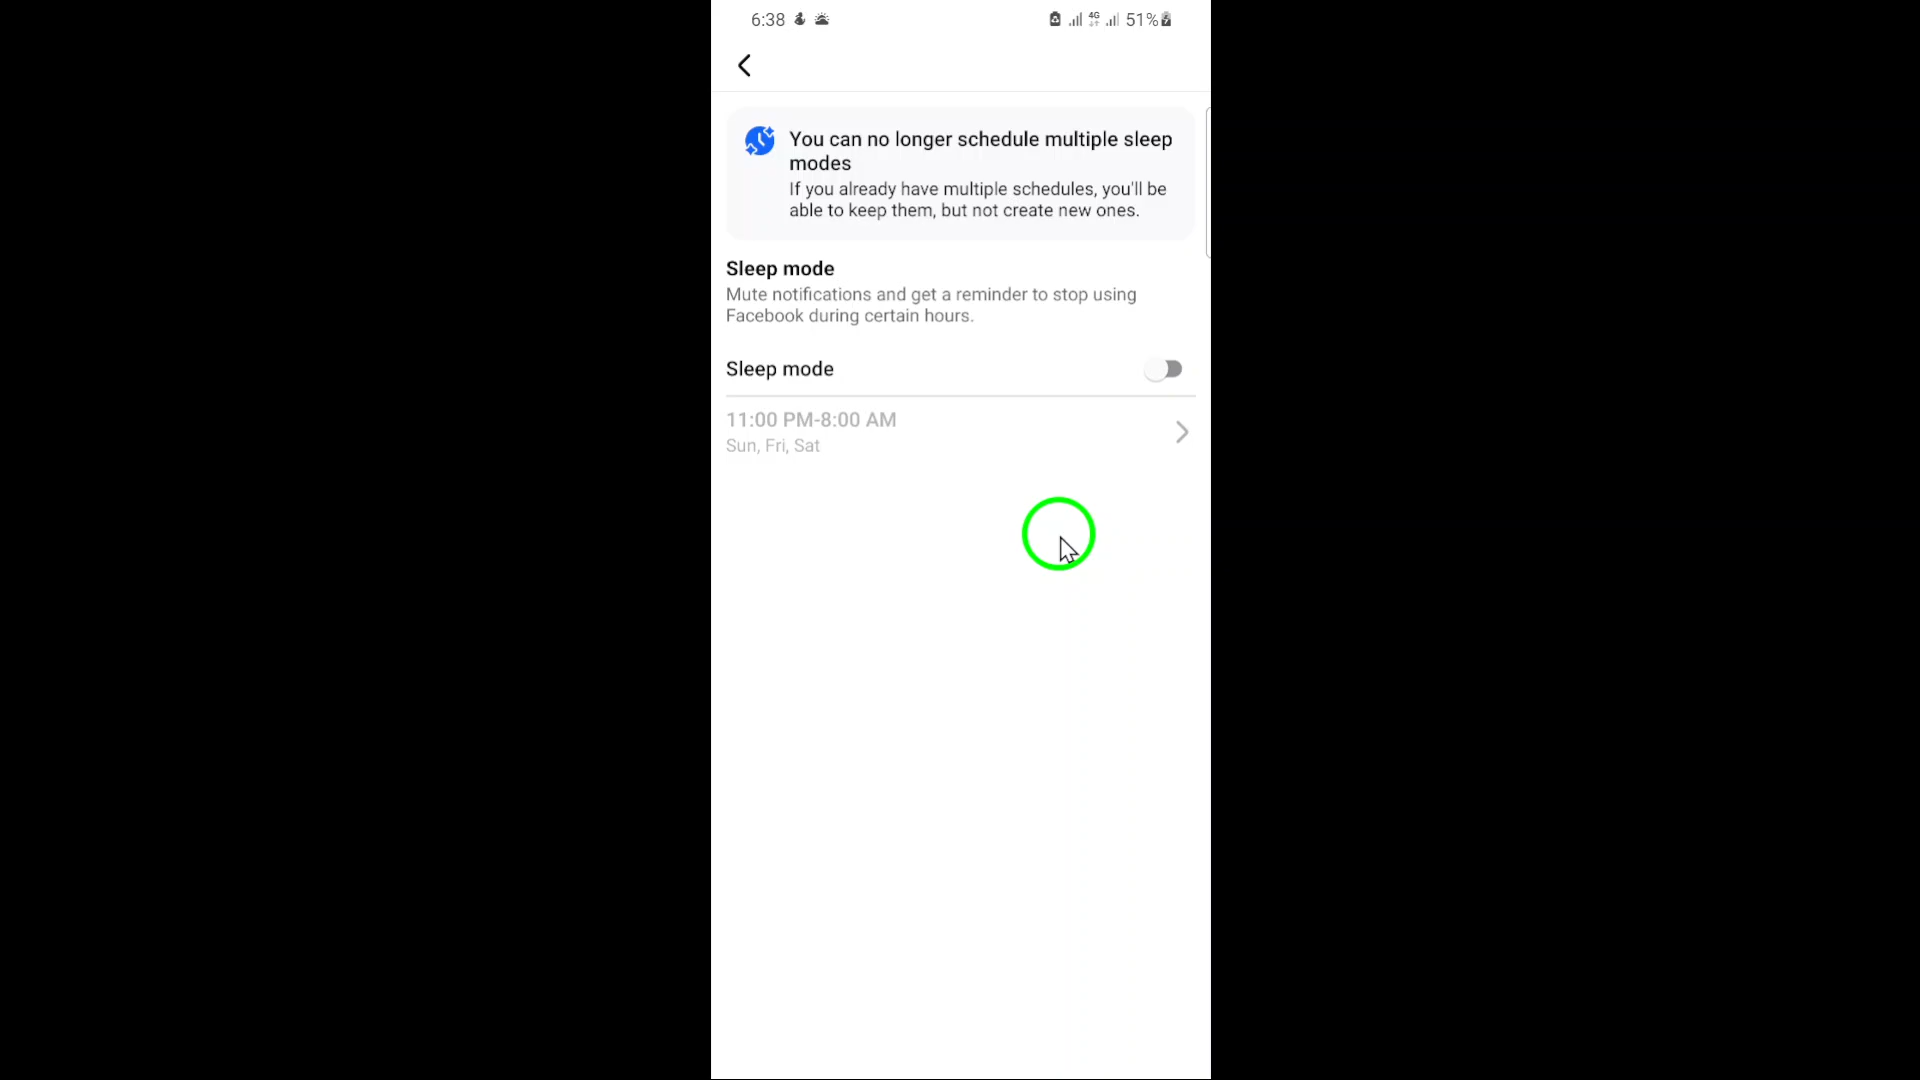 6:38 4G 51%
You can no longer schedule multiple sleep
modes
If you already have multiple schedules, you'll be
able to keep them, but not create new ones.
Sleep mode
Mute notifications and get a reminder to stop using
Facebook during certain hours.
Sleep mode
11:00 PM-8:00 AM
Sun, Fri, Sat